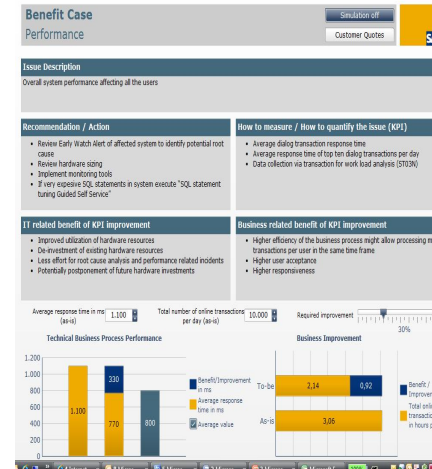 Benefit Case
Simulation off
Performance
Customer Quotes
Issue Description
Overall system performance affecting all the users
Recommendation / Action
How to measure / How to quantify the issue (KPI)
• Review Early Watch Alert of affected system to identify potential root
cause
• Review hardware sizing
• Implement monitoring tools
• If very expesive SQL statements in system execute "SQL statement
tuning Guided Self Service"
• Average dialog transaction response time
• Average response time of top ten dialog transactions per day
• Data collection via transaction for work load analysis (ST03N)
IT related benefit of KPI improvement
Business related benefit of KPI improvement
• Improved utilization of hardware resources
• De-investment of existing hardware resources
• Less effort for root cause analysis and performance related incidents
• Potentially postponement of future hardware investments
• Higher efficiency of the business process might allow processing m
transactions per user in the same time frame
• Higher user acceptance
• Higher responsiveness
Average response time in ms
(as-is)
1.100
Total number of online transactions
per day (as-is)
10.000
Required improvement
30%
Technical Business Process Performance
1.200
1.000
800
600
400
200
0
1.100
330
770
800
Benefit/Improvement
in ms
Average response
time in ms
Average value
Business Improvement
To-be
2,14
0,92
As-is
3,06
Benefit /
Improvem
Total onlin
transactio
in hours p